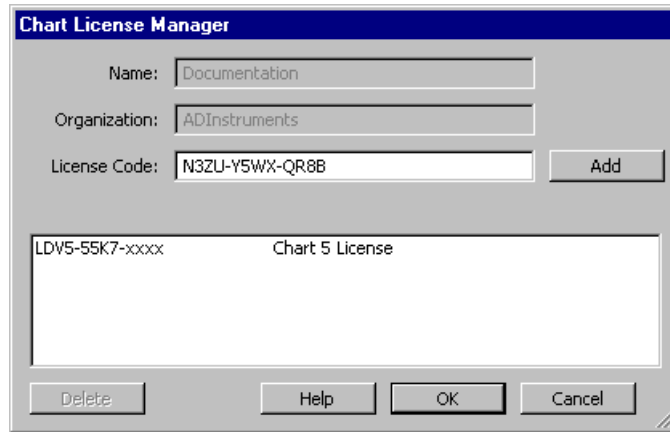 Chart License Manager
Name: Documentation
Organization: ADInstruments
License Code: N3ZU-Y5WX-QR8B Add
LDV5-55K7-xxxx Chart 5 License
Delete Help OK Cancel